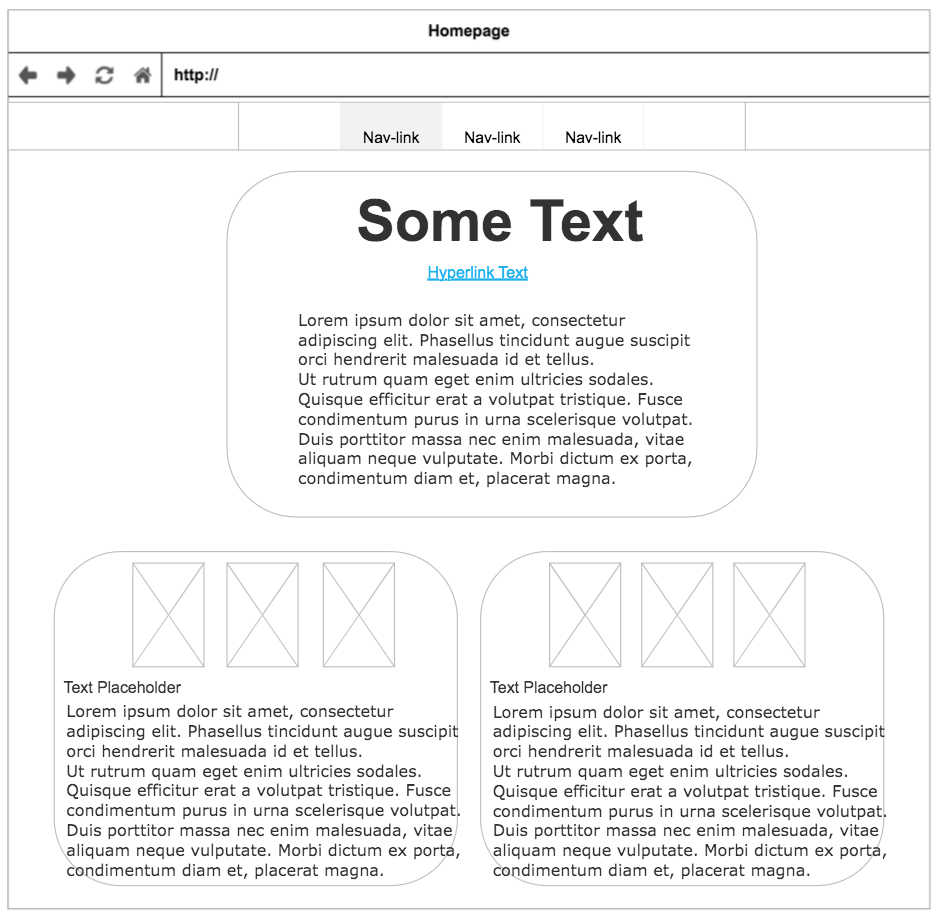 Homepage
http://
Nav-link Nav-link Nav-link
Some Text
Hyperlink Text
Lorem ipsum dolor sit amet, consectetur
adipiscing elit. Phasellus tincidunt augue suscipit
orci hendrerit malesuada id et tellus.
Ut rutrum quam eget enim ultricies sodales.
Quisque efficitur erat a volutpat tristique. Fusce
condimentum purus in urna scelerisque volutpat.
Duis porttitor massa nec enim malesuada, vitae
aliquam neque vulputate. Morbi dictum ex porta,
condimentum diam et, placerat magna.
Text Placeholder
Lorem ipsum dolor sit amet, consectetur
adipiscing elit. Phasellus tincidunt augue suscipit
orci hendrerit malesuada id et tellus.
Ut rutrum quam eget enim ultricies sodales.
Quisque efficitur erat a volutpat tristique. Fusce
condimentum purus in urna scelerisque volutpat.
Duis porttitor massa nec enim malesuada, vitae
aliquam neque vulputate. Morbi dictum ex porta,
condimentum diam et, placerat magna.
Text Placeholder
Lorem ipsum dolor sit amet, consectetur
adipiscing elit. Phasellus tincidunt augue suscipit
orci hendrerit malesuada id et tellus.
Ut rutrum quam eget enim ultricies sodales.
Quisque efficitur erat a volutpat tristique. Fusce
condimentum purus in urna scelerisque volutpat.
Duis porttitor massa nec enim malesuada, vitae
aliquam neque vulputate. Morbi dictum ex porta,
condimentum diam et, placerat magna.